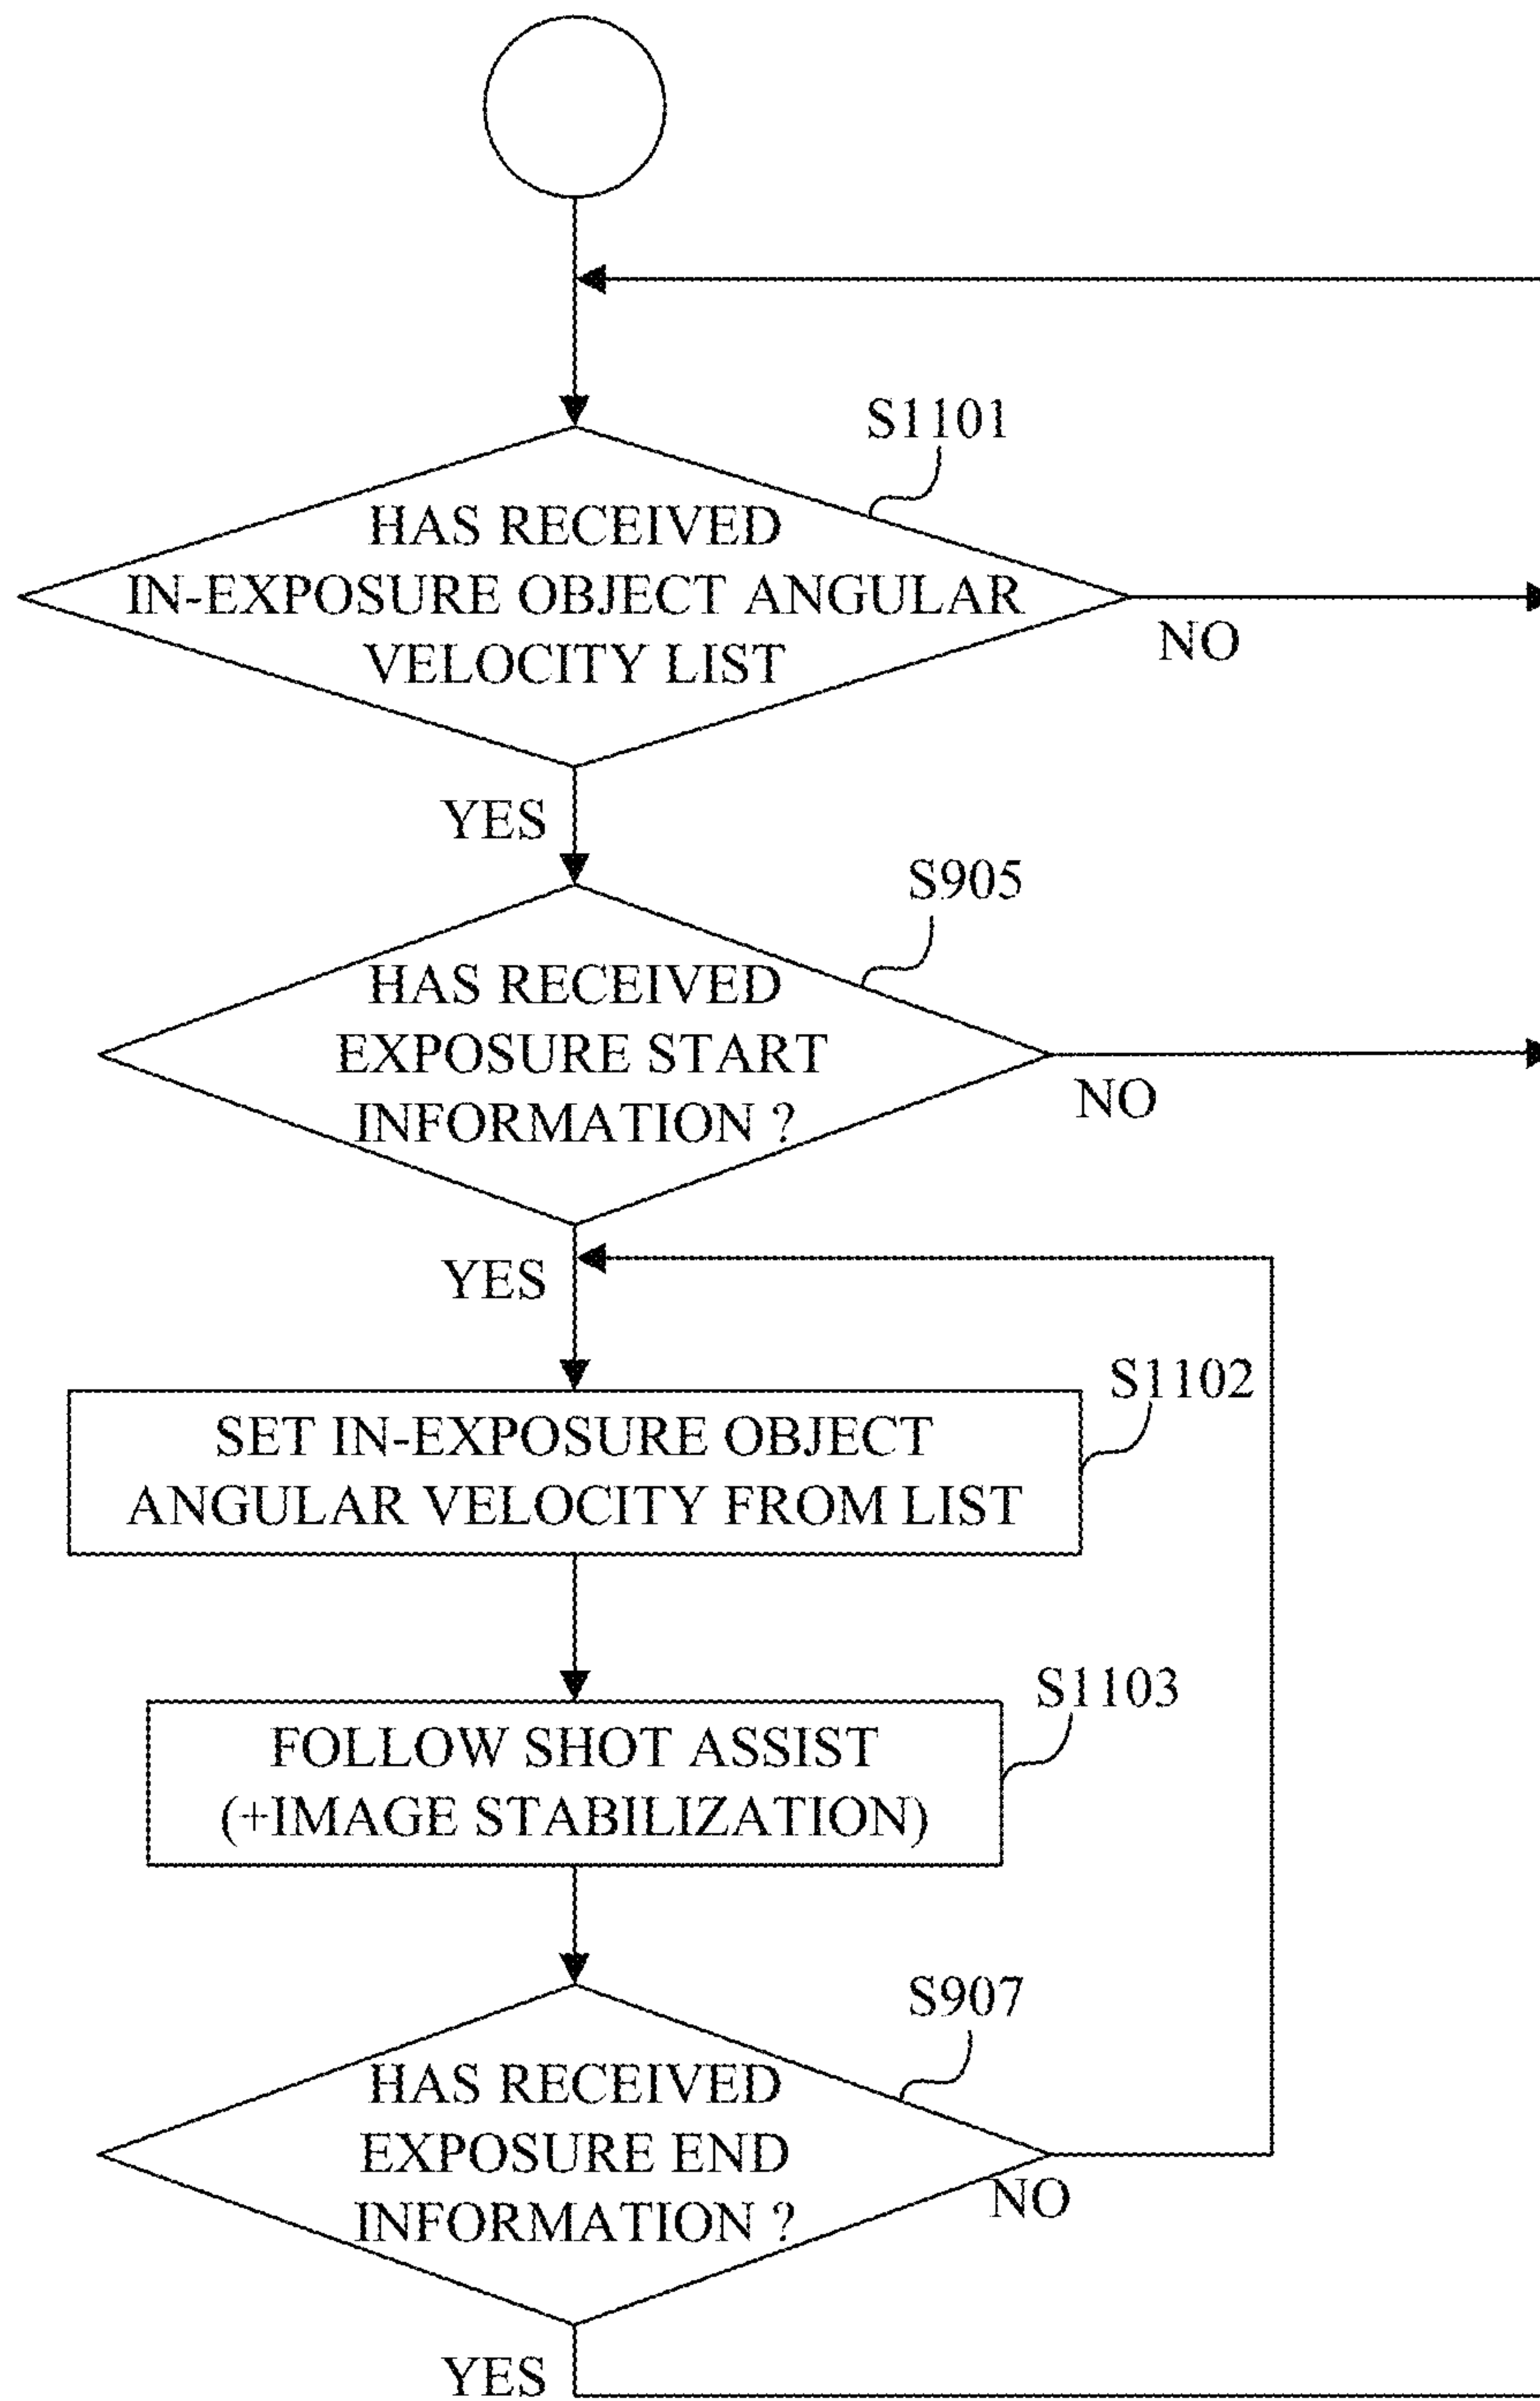 S1101
HAS RECEIVED
IN-EXPOSURE OBJECT ANGULAR
VELOCITY LIST
NO
YES
S905
HAS RECEIVED
EXPOSURE START
INFORMATION ?
NO
YES
S1102
SET IN-EXPOSURE OBJECT
ANGULAR VELOCITY FROM LIST
S1103
FOLLOW SHOT ASSIST
(+IMAGE STABILIZATION)
S907
HAS RECEIVED
EXPOSURE END
INFORMATION ?
NO
YES